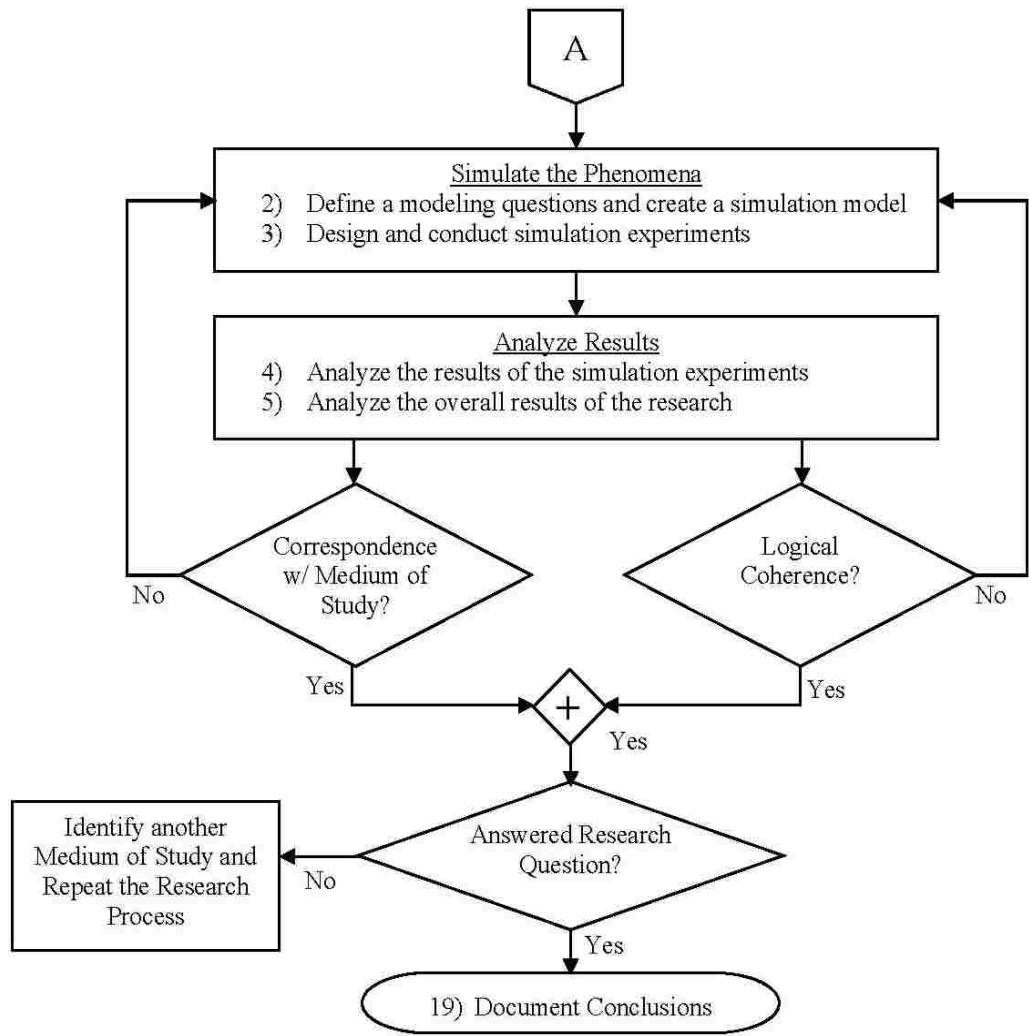 A
Simulate the Phenomena
2) Define a modeling questions and create a simulation model
3) Design and conduct simulation experiments
Analyze Results
4) Analyze the results of the simulation experiments
5) Analyze the overall results of the research
Correspondence
w/ Medium of
Study?
Logical
Coherence?
No
No
Yes
Yes
+
Yes
Answered Research
Question?
Identify another
Medium of Study and
Repeat the Research
Process
No
Yes
19) Document Conclusions